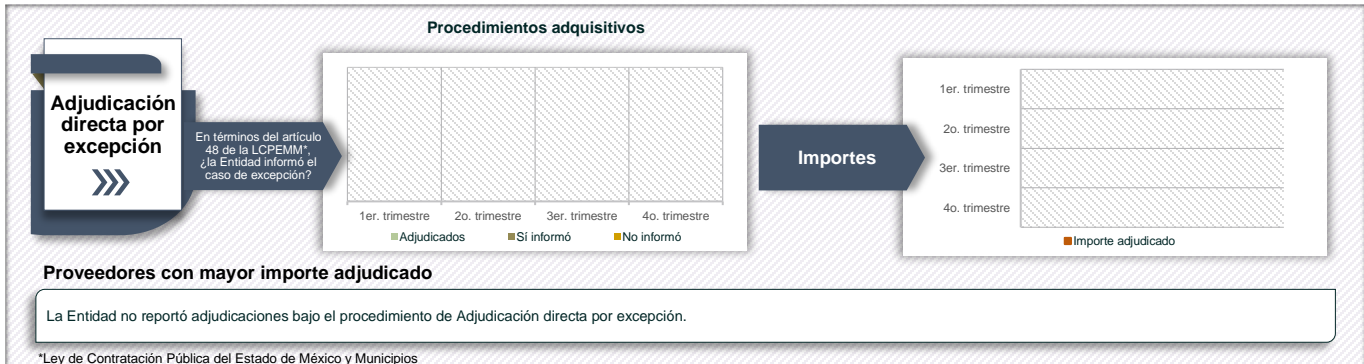 Procedimientos adquisitivos
Adjudicación
directa por
excepción
En términos del artículo
48 de la LCPEMM*,
¿la Entidad informó el
caso de excepción?
1er. trimestre 2o. trimestre 3er. trimestre 4o. trimestre
Adjudicados Sí informó No informó
Importes
1er. trimestre
2o. trimestre
3er. trimestre
4o. trimestre
Importe adjudicado
Proveedores con mayor importe adjudicado
La Entidad no reportó adjudicaciones bajo el procedimiento de Adjudicación directa por excepción.
*Ley de Contratación Pública del Estado de México y Municipios